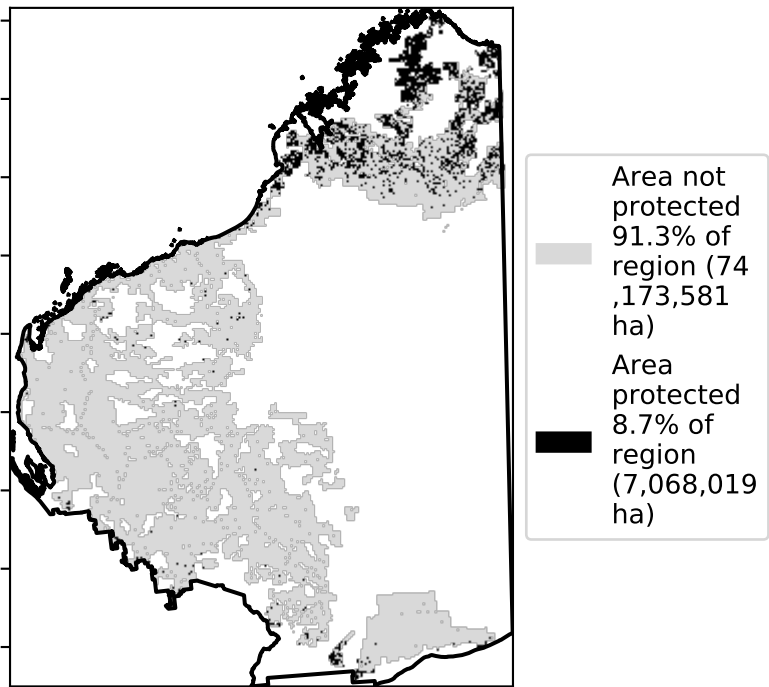 Area not
protected
91.3% of
region (74
,173,581
ha)
Area
protected
8.7% of
region
(7,068,019
ha)